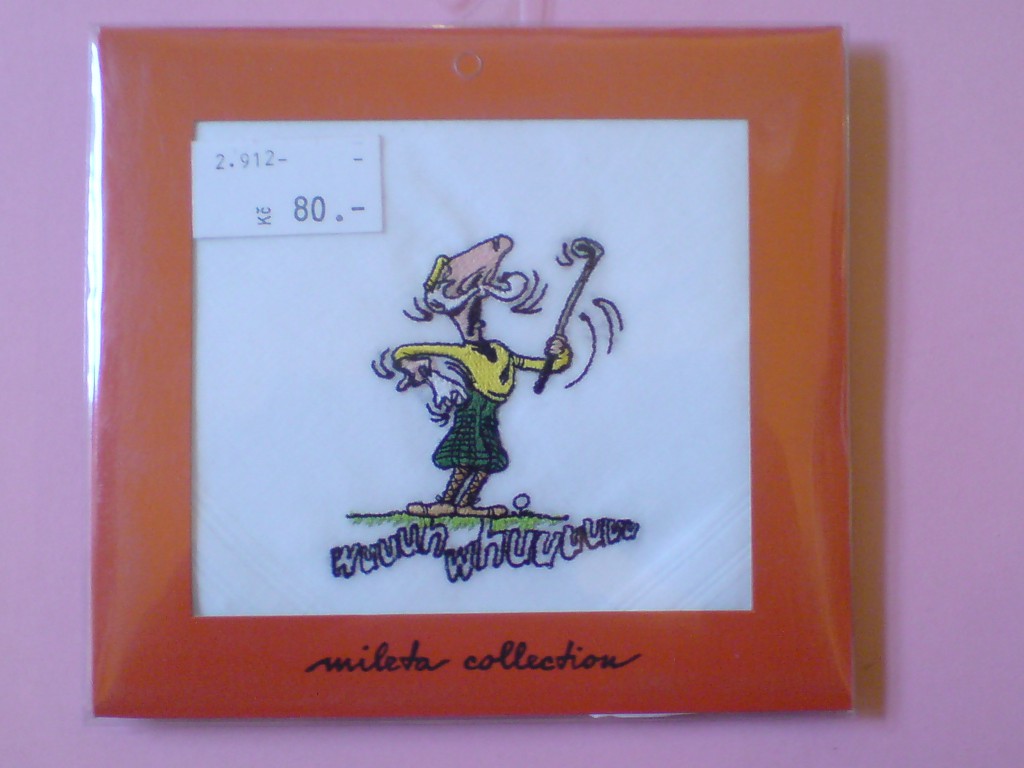 2.912- -
Kč 80.-
wuuuh whuuuuuu
mileta collection